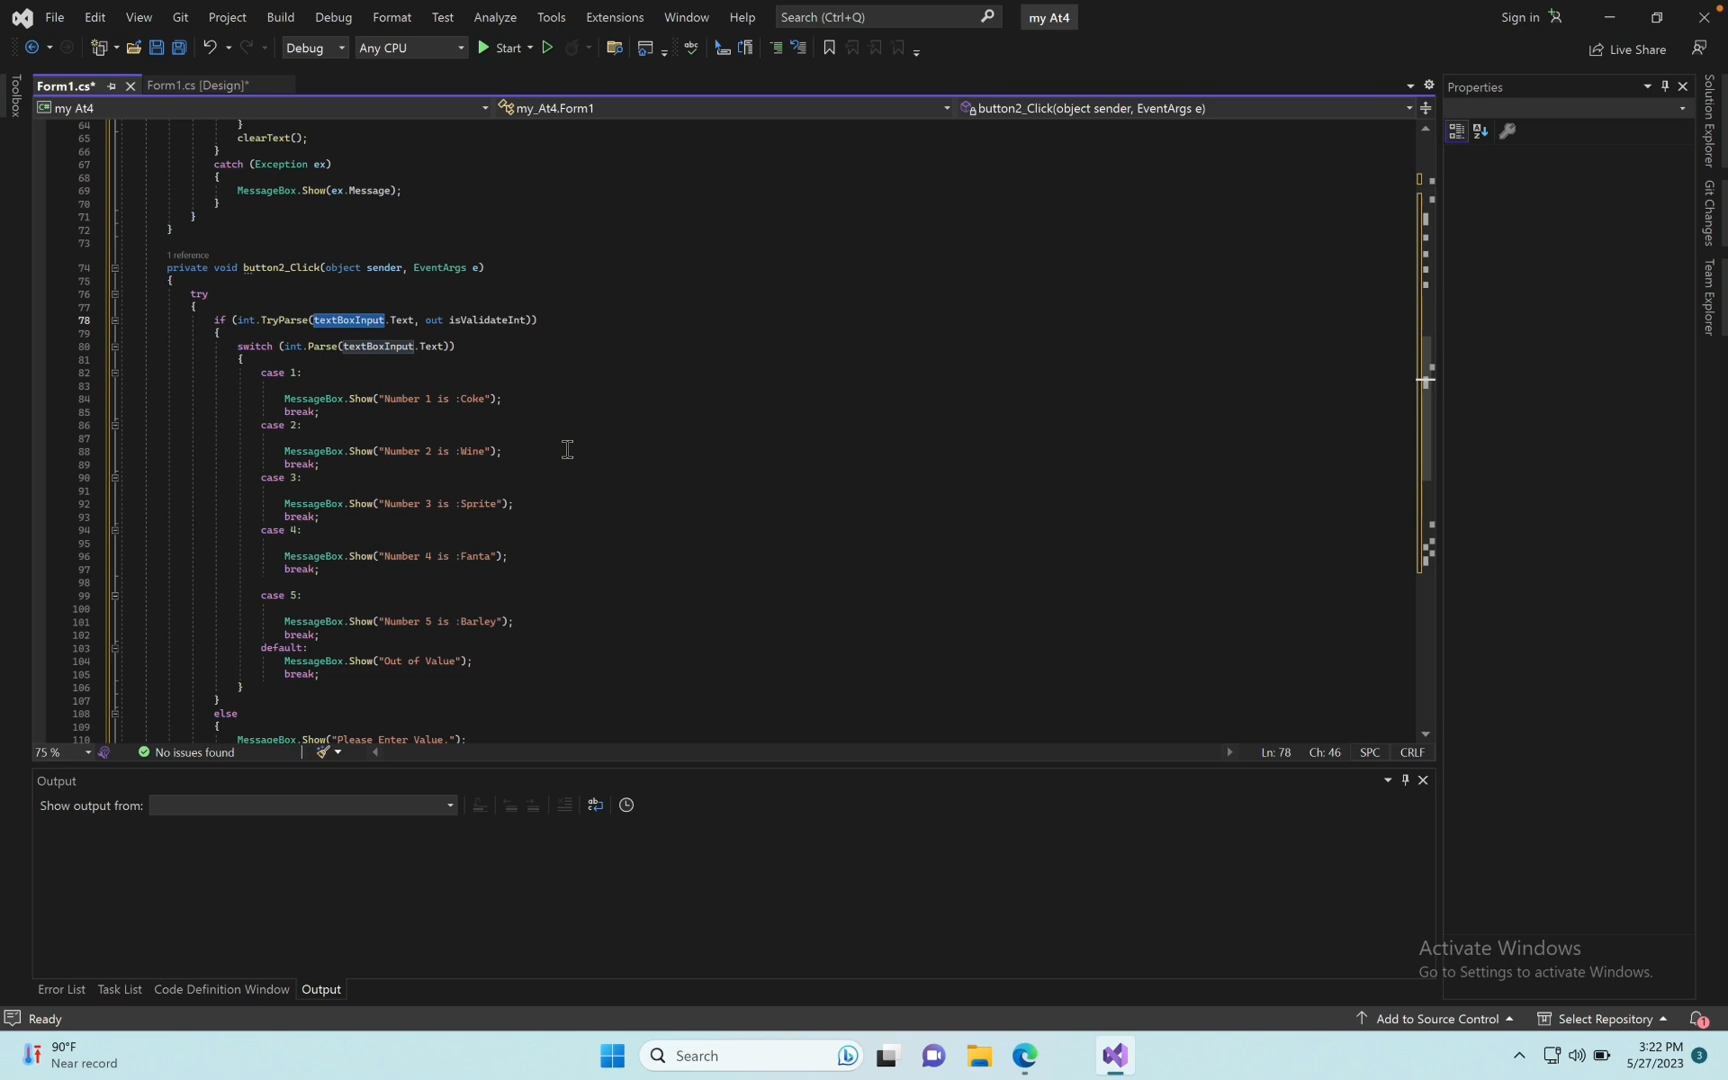 File Edit View Git Project Build Debug Format Test Analyze Tools Extensions Window Help Search (Ctrl+Q) my At4 Sign in
Debug Any CPU Start Live Share
Toolbox
Form1.cs* Form1.cs [Design]*
my At4 my_At4.Form1 button2_Click(object sender, EventArgs e)
64 }
65 clearText();
66 }
67 catch (Exception ex)
68 {
69 MessageBox.Show(ex.Message);
70 }
71 }
72 }
73
1 reference
74 private void button2_Click(object sender, EventArgs e)
75 {
76 try
77 {
78 if (int.TryParse(textBoxInput.Text, out isValidateInt))
79 {
80 switch (int.Parse(textBoxInput.Text))
81 {
82 case 1:
83
84 MessageBox.Show("Number 1 is :Coke");
85 break;
86 case 2:
87
88 MessageBox.Show("Number 2 is :Wine");
89 break;
90 case 3:
91
92 MessageBox.Show("Number 3 is :Sprite");
93 break;
94 case 4:
95
96 MessageBox.Show("Number 4 is :Fanta");
97 break;
98
99 case 5:
100
101 MessageBox.Show("Number 5 is :Barley");
102 break;
103 default:
104 MessageBox.Show("Out of Value");
105 break;
106 }
107 }
108 else
109 {
110 MessageBox.Show("Please Enter Value.");
75 % No issues found Ln: 78 Ch: 46 SPC CRLF
Output
Show output from:
Error List Task List Code Definition Window Output
Properties
Solution Explorer
Git Changes
Team Explorer
Activate Windows
Go to Settings to activate Windows.
Ready Add to Source Control Select Repository 1
90°F
Near record
Search
3:22 PM
5/27/2023
3